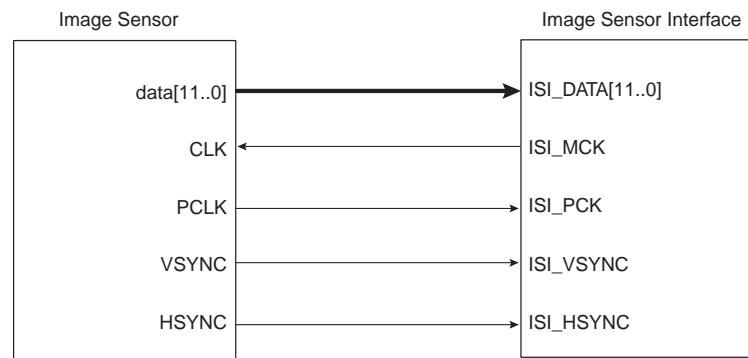 Image Sensor
Image Sensor Interface
data[11..0]
ISI_DATA[11..0]
CLK
ISI_MCK
PCLK
ISI_PCK
VSYNC
ISI_VSYNC
HSYNC
ISI_HSYNC